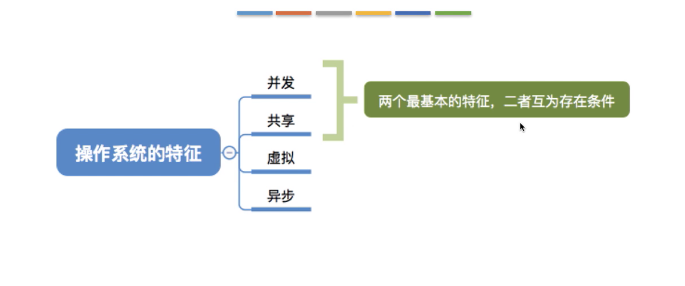 并发
两个最基本的特征，二者互为存在条件
共享
操作系统的特征
虚拟
异步